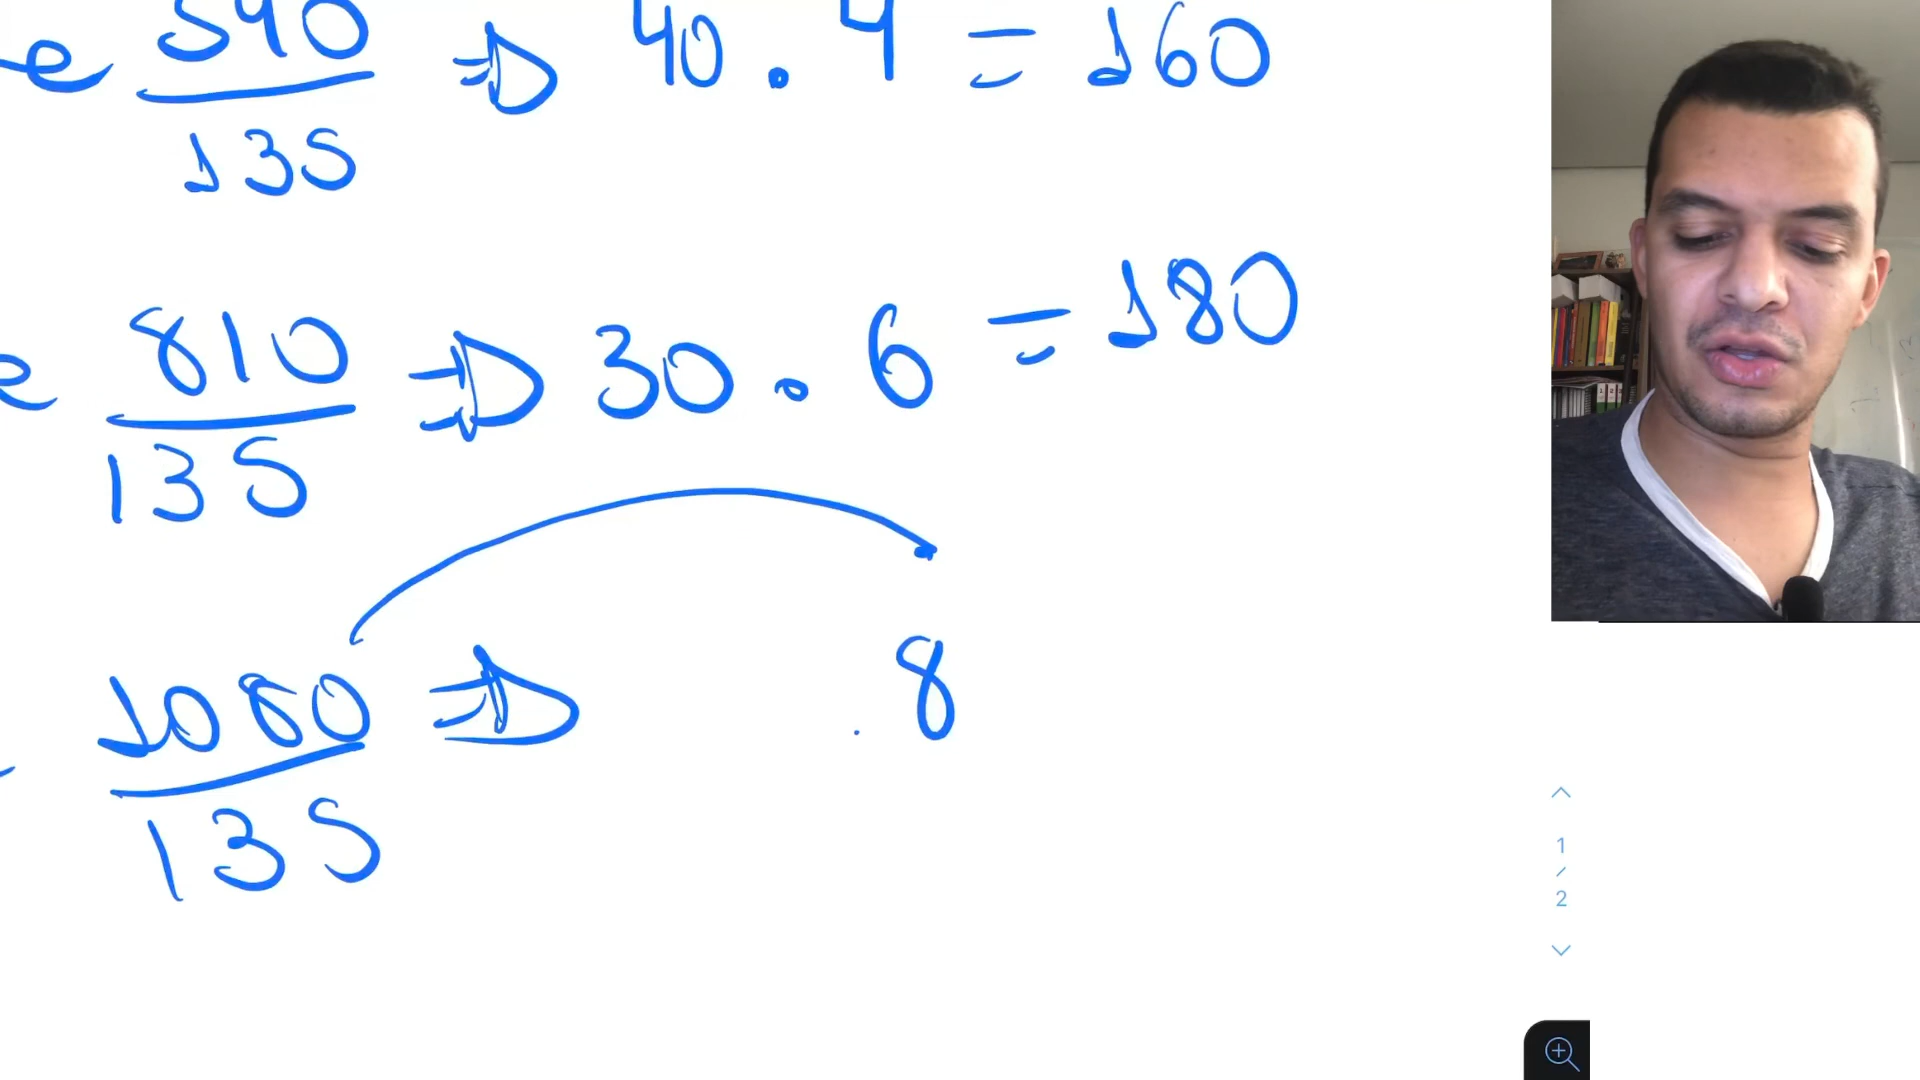 e 540/135 ⇒ 40 . 4 = 160
e 810/135 ⇒ 30 . 6 = 180
1080/135 ⇒ . 8
1
/
2